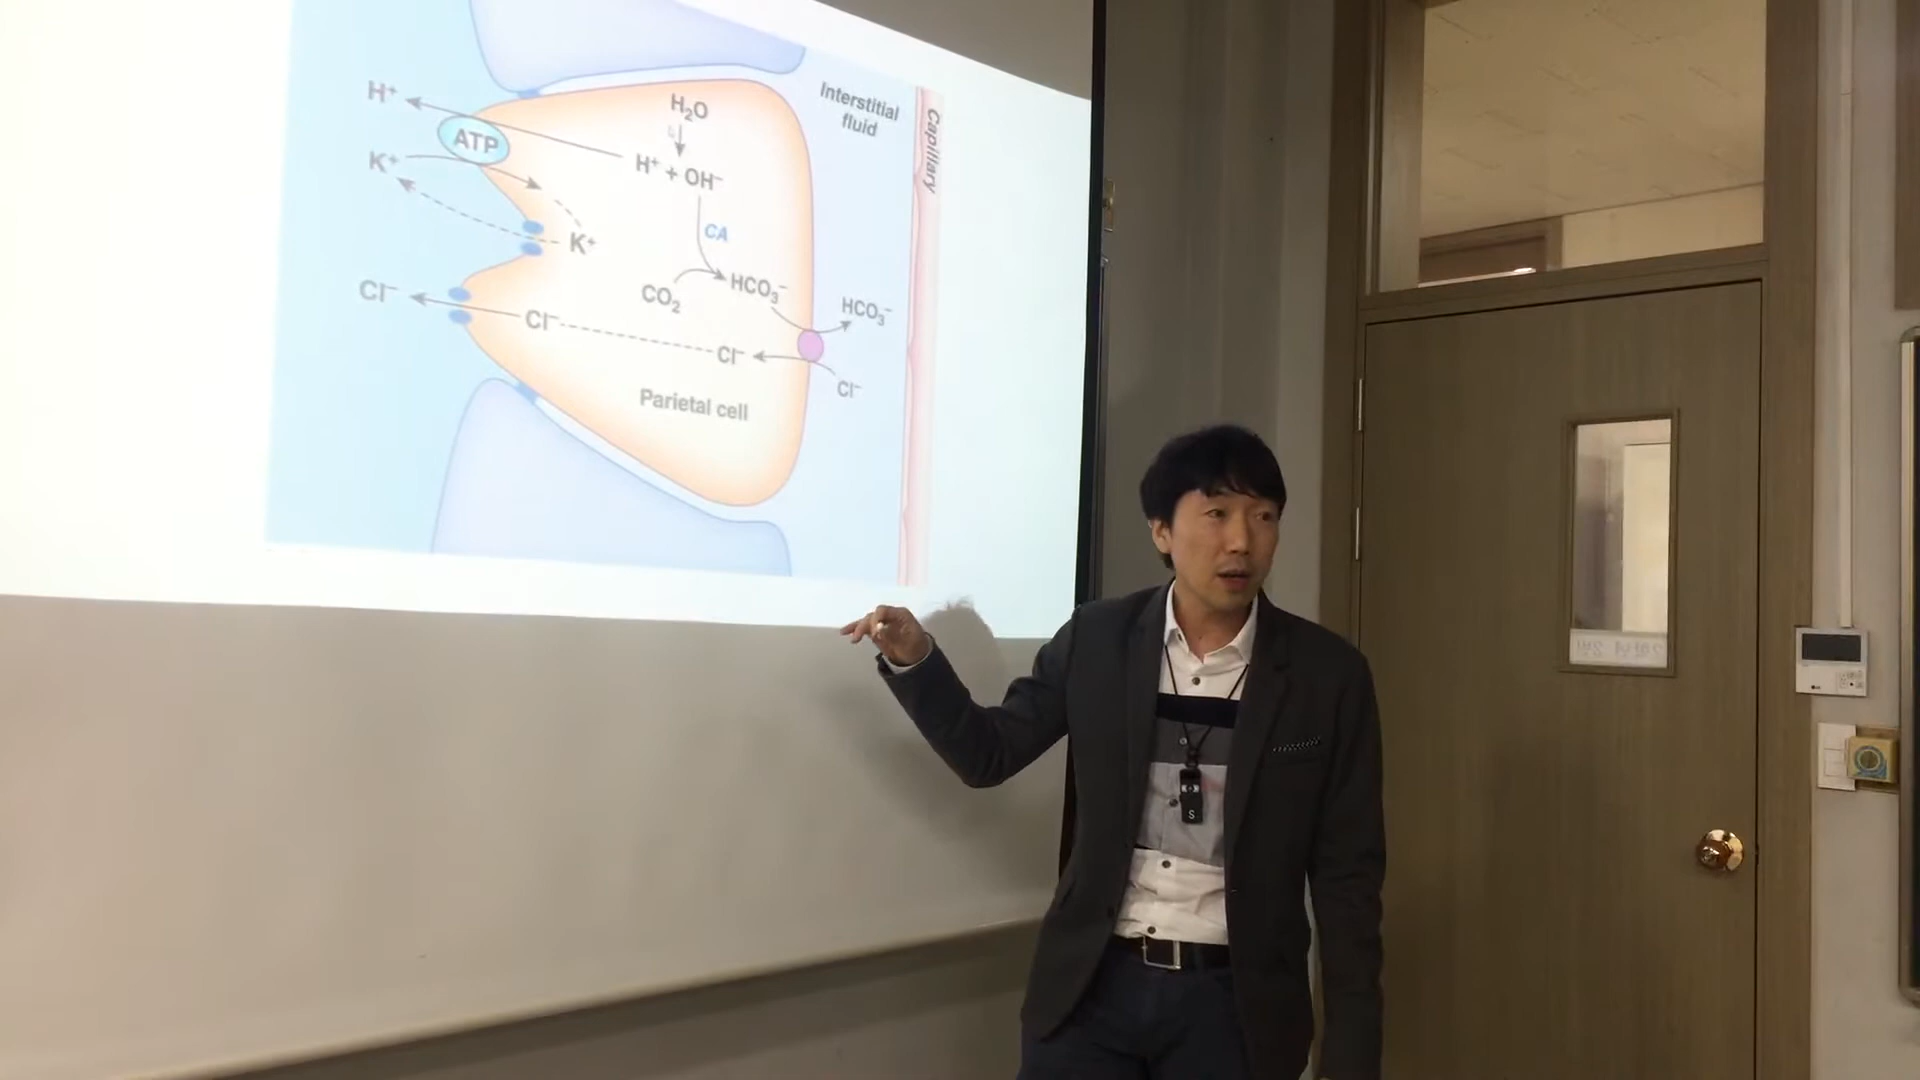 H⁺
ATP
K⁺
H₂O
H⁺ + OH⁻
CA
K⁺
CO₂
HCO₃⁻
HCO₃⁻
Cl⁻
Cl⁻
Cl⁻
Cl⁻
Parietal cell
Interstitial
fluid
Capillary
S